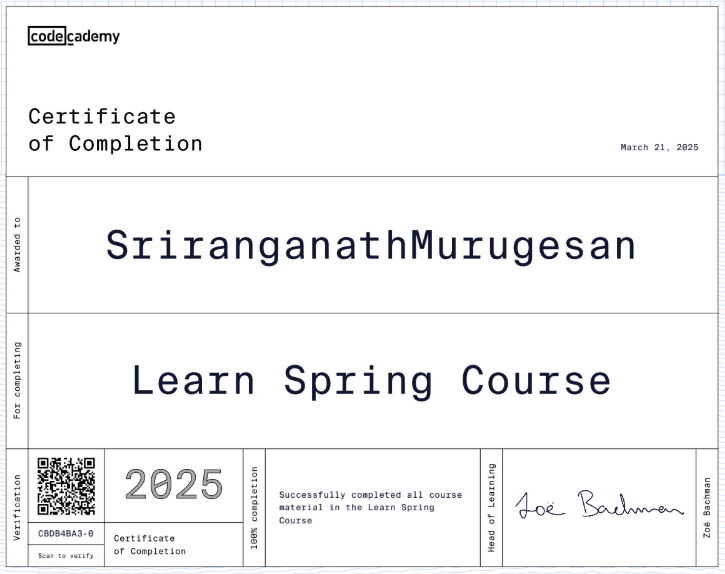 codecademy
Certificate
of Completion
March 21, 2025
Awarded to
SriranganathMurugesan
For completing
Learn Spring Course
Verification
CBDB4BA3-0
Scan to verify
2025
Certificate
of Completion
100% completion
Successfully completed all course
material in the Learn Spring
Course
Head of Learning
Zoë Bachman
Zoë Bachman